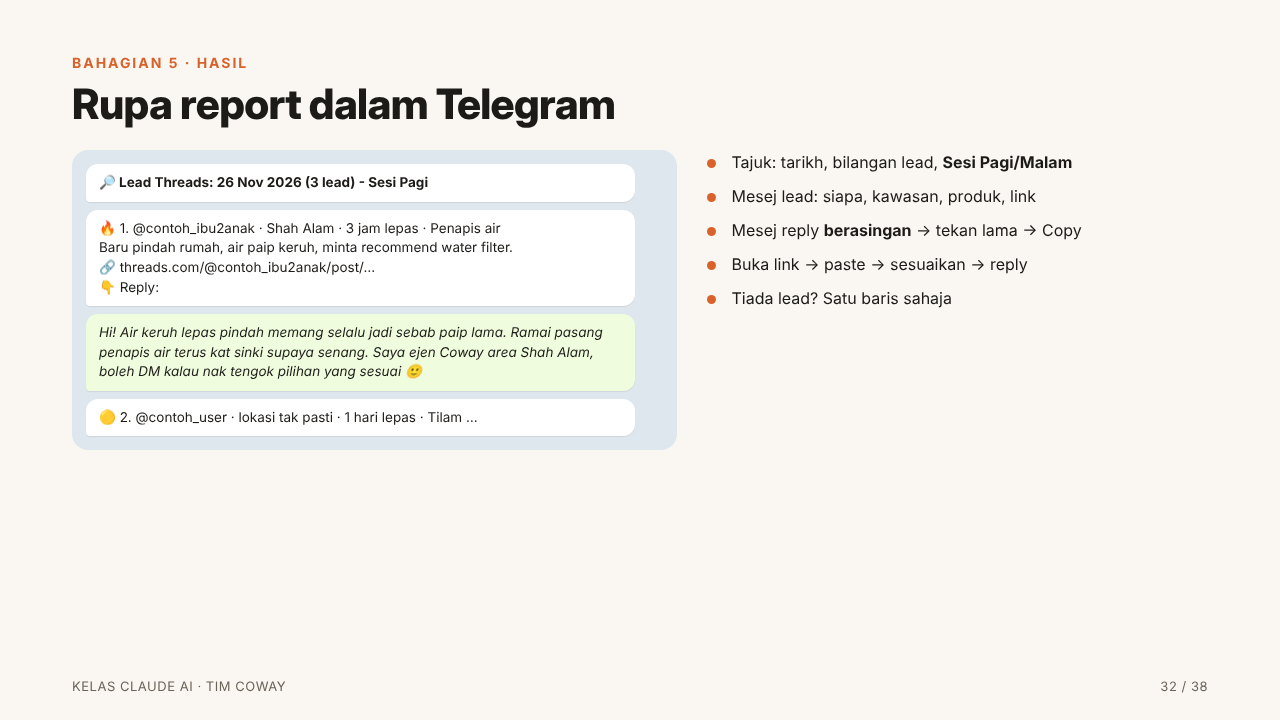 BAHAGIAN 5 · HASIL
Rupa report dalam Telegram
🔎 Lead Threads: 26 Nov 2026 (3 lead) - Sesi Pagi
🔥 1. @contoh_ibu2anak · Shah Alam · 3 jam lepas · Penapis air
Baru pindah rumah, air paip keruh, minta recommend water filter.
🔗 threads.com/@contoh_ibu2anak/post/...
👇 Reply:
Hi! Air keruh lepas pindah memang selalu jadi sebab paip lama. Ramai pasang
penapis air terus kat sinki supaya senang. Saya ejen Coway area Shah Alam,
boleh DM kalau nak tengok pilihan yang sesuai 🙂
🟡 2. @contoh_user · lokasi tak pasti · 1 hari lepas · Tilam ...
Tajuk: tarikh, bilangan lead, Sesi Pagi/Malam
Mesej lead: siapa, kawasan, produk, link
Mesej reply berasingan → tekan lama → Copy
Buka link → paste → sesuaikan → reply
Tiada lead? Satu baris sahaja
KELAS CLAUDE AI · TIM COWAY
32 / 38